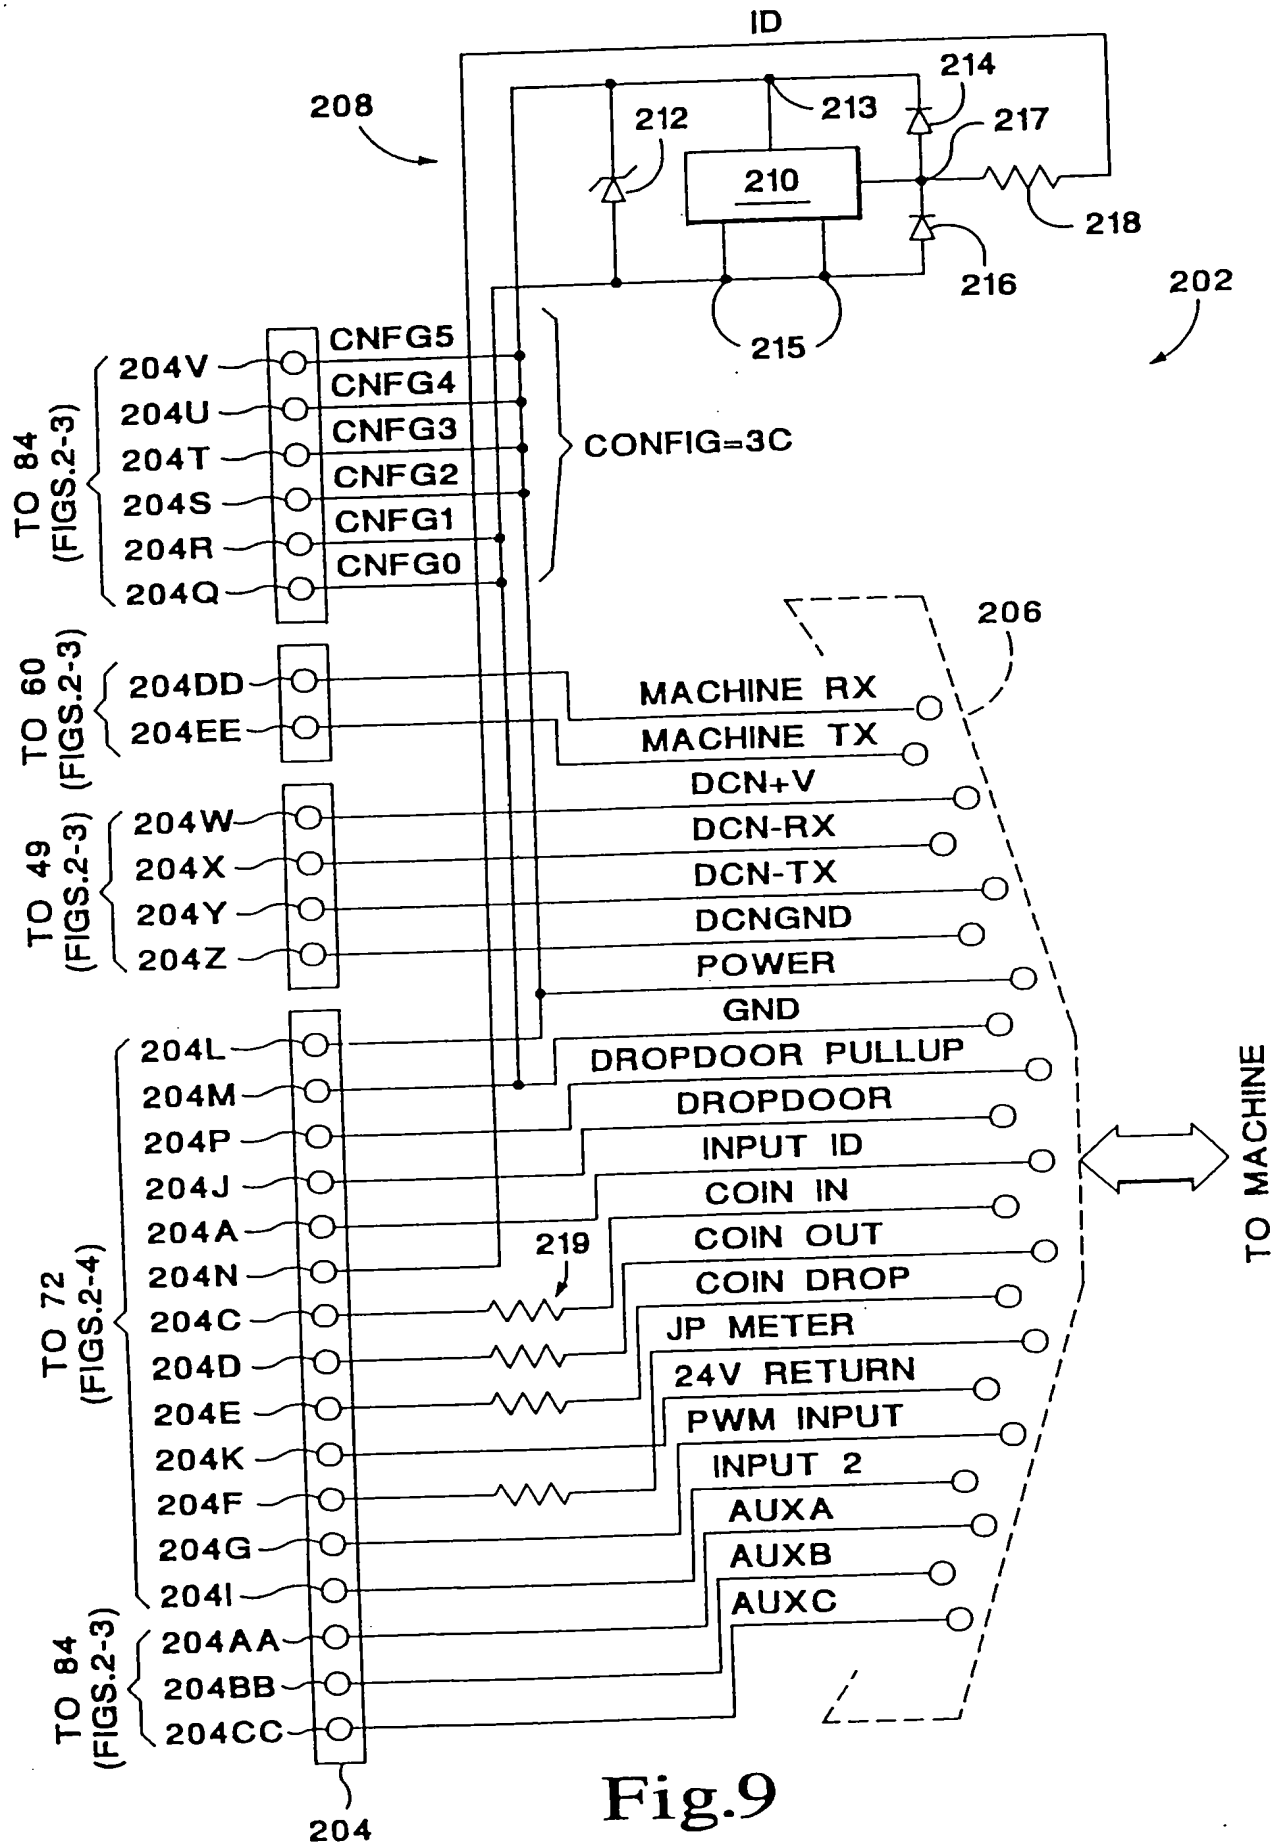 ID
208
212
213
214
217
210
218
216
215
202
TO 84
(FIGS.2-3)
204V
CNFG5
204U
CNFG4
204T
CNFG3
204S
CNFG2
204R
CNFG1
204Q
CNFG0
CONFIG=3C
206
TO 60
(FIGS.2-3)
204DD
MACHINE RX
204EE
MACHINE TX
TO 49
(FIGS.2-3)
204W
DCN+V
204X
DCN-RX
204Y
DCN-TX
204Z
DCNGND
POWER
GND
TO 72
(FIGS.2-4)
204L
DROPDOOR PULLUP
204M
DROPDOOR
204P
INPUT ID
204J
COIN IN
204A
COIN OUT
204N
219
COIN DROP
204C
JP METER
204D
24V RETURN
204E
PWM INPUT
204K
INPUT 2
204F
AUXA
204G
AUXB
204I
AUXC
TO MACHINE
TO 84
(FIGS.2-3)
204AA
204BB
204CC
204
Fig.9